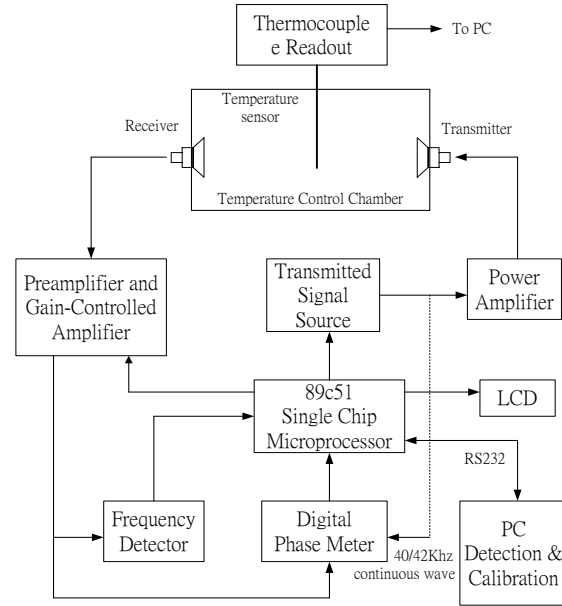 Thermocoupl
e Readout
To PC
Temperature
sensor
Receiver
Transmitter
Temperature Control Chamber
Preamplifier and
Gain-Controlled
Amplifier
Transmitted
Signal
Source
Power
Amplifier
89c51
Single Chip
Microprocessor
LCD
RS232
Frequency
Detector
Digital
Phase Meter
40/42Khz
continuous wave
PC
Detection &
Calibration